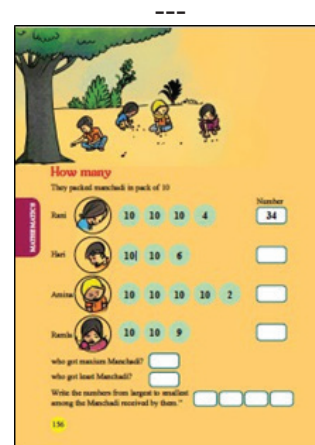 ---
How many
They packed manchadi in pack of 10
Number
MATHEMATICS
Rani 10 10 10 4 34
Hari 10 10 6
Amina 10 10 10 10 2
Ramla 10 10 9
who got maxium Manchadi?
who got least Manchadi?
Write the numbers from largest to smallest
among the Manchadi received by them."
156